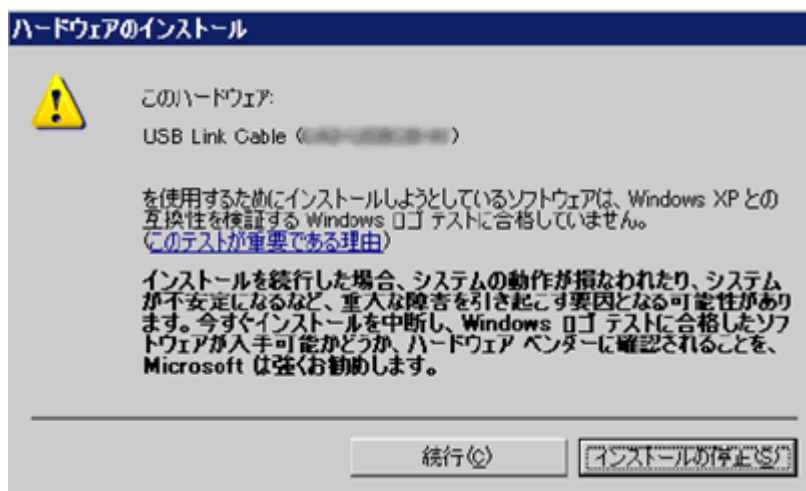 ハードウェアのインストール
このハードウェア:
USB Link Cable ( )
を使用するためにインストールしようとしているソフトウェアは、Windows XP との
互換性を検証する Windows ロゴ テストに合格していません。
(このテストが重要である理由)
インストールを続行した場合、システムの動作が損なわれたり、システム
が不安定になるなど、重大な障害を引き起こす要因となる可能性があり
ます。今すぐインストールを中断し、Windows ロゴ テストに合格したソフ
トウェアが入手可能かどうか、ハードウェア ベンダーに確認されることを、
Microsoft は強くお勧めします。
続行(C)
インストールの停止(S)